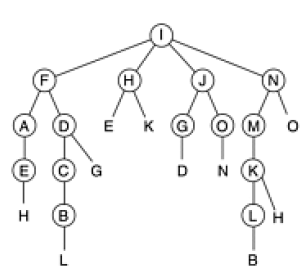 I
F H J N
A D E K G O M O
E C G D N K
H B L H
L B